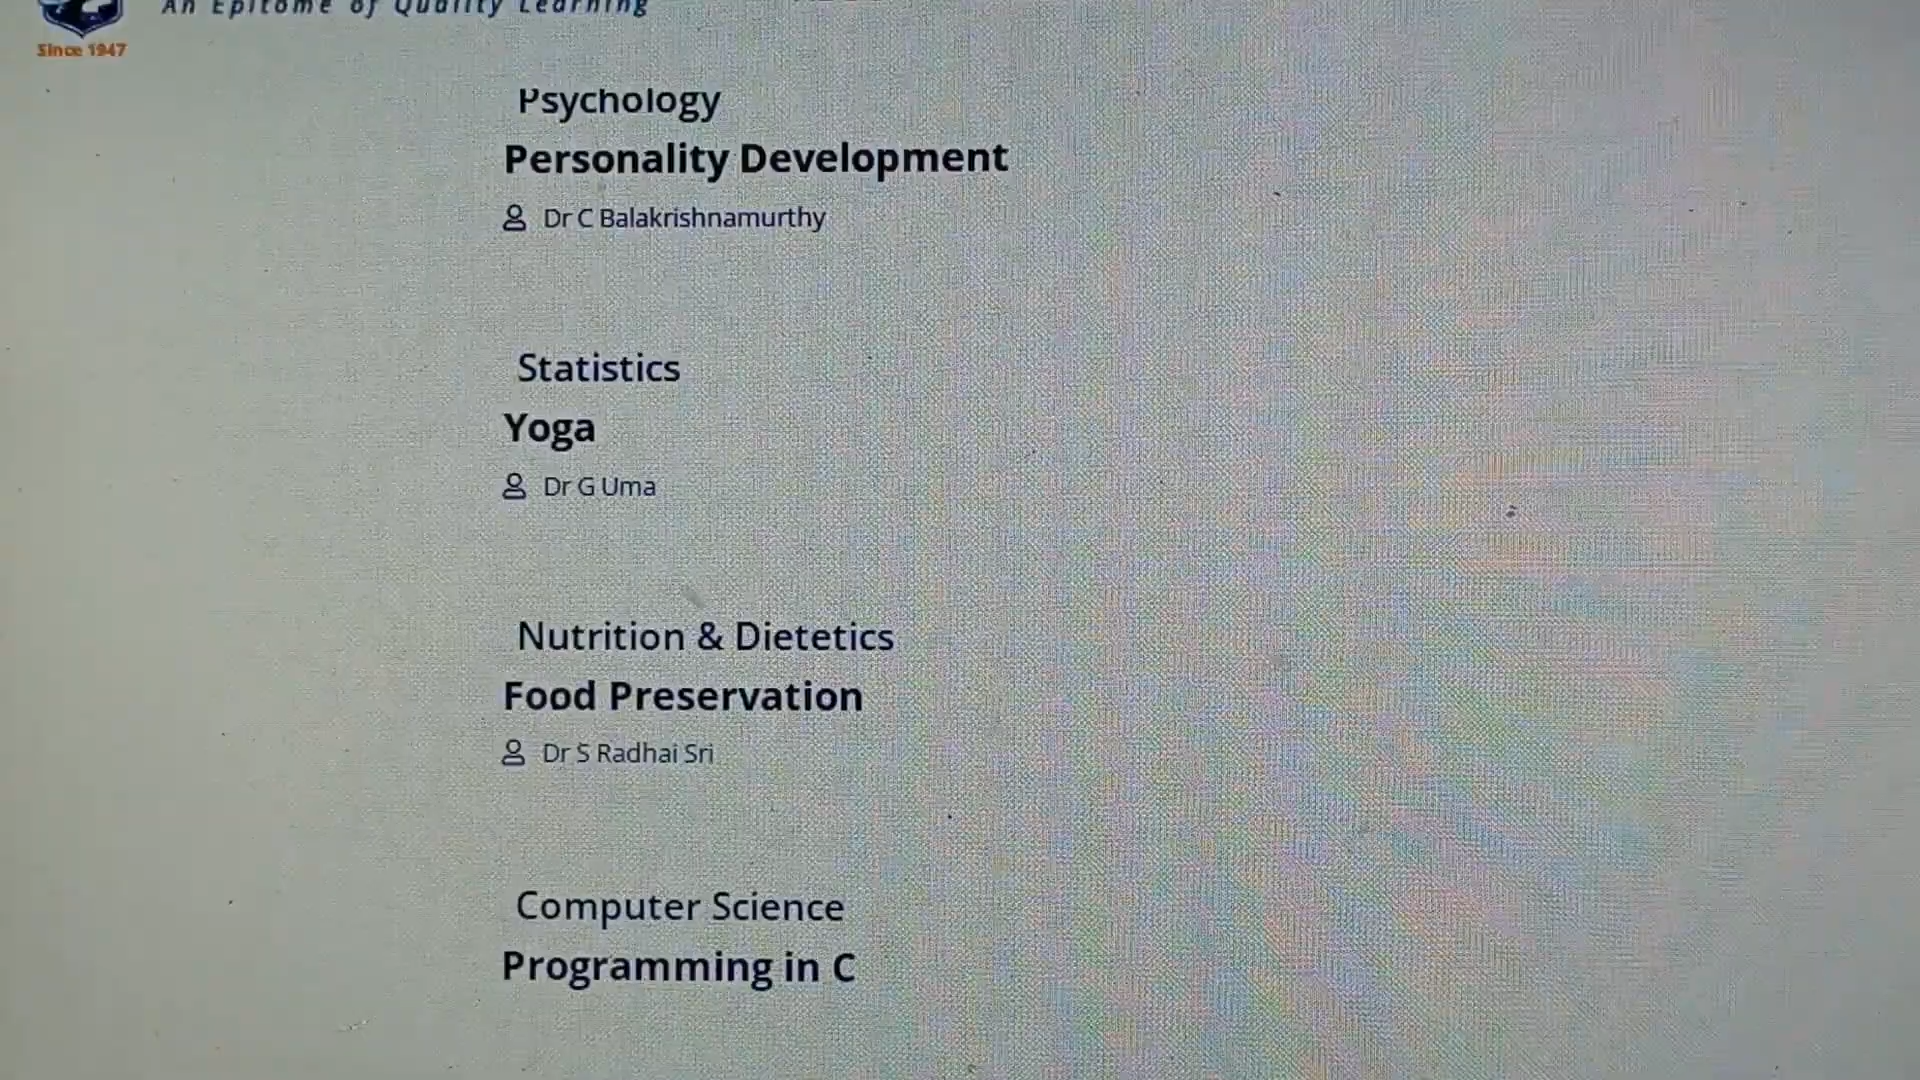 An Epitome of Quality Learning
Since 1947
Psychology
Personality Development
Dr C Balakrishnamurthy
Statistics
Yoga
Dr G Uma
Nutrition & Dietetics
Food Preservation
Dr S Radhai Sri
Computer Science
Programming in C